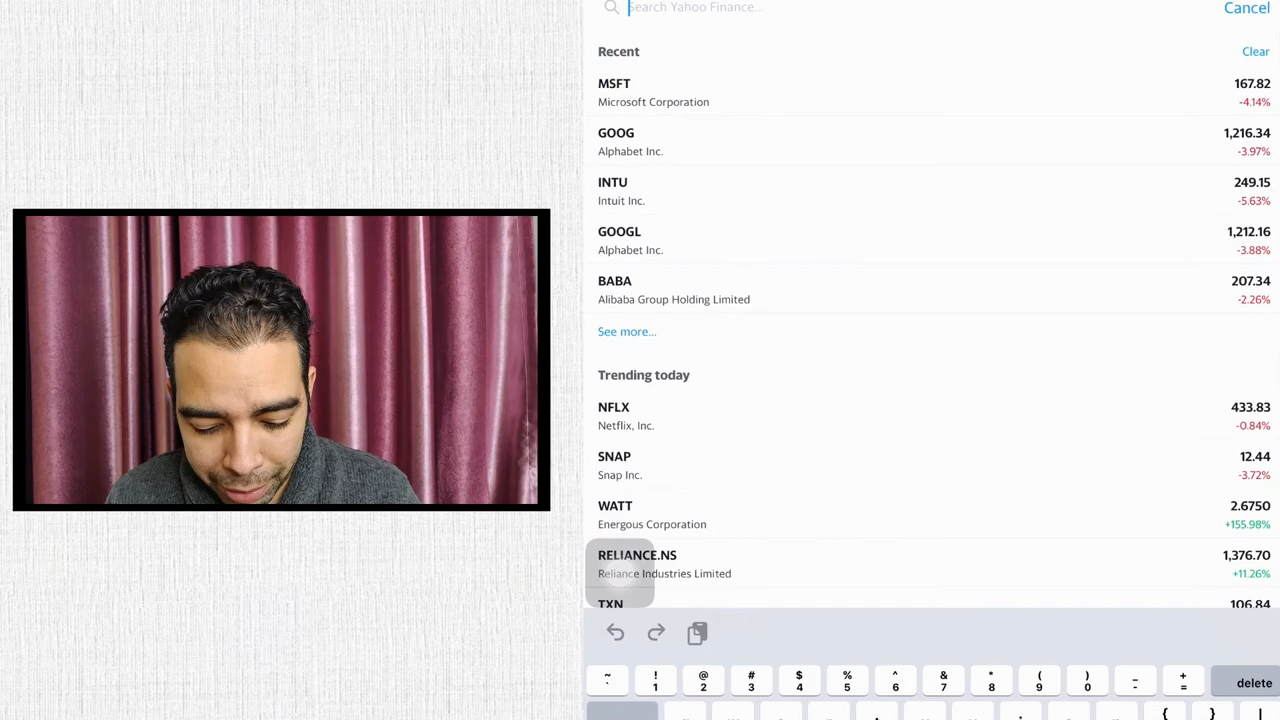 Search Yahoo Finance...
Cancel
Recent
Clear
MSFT
167.82
Microsoft Corporation
-4.14%
GOOG
1,216.34
Alphabet Inc.
-3.97%
INTU
249.15
Intuit Inc.
-5.63%
GOOGL
1,212.16
Alphabet Inc.
-3.88%
BABA
207.34
Alibaba Group Holding Limited
-2.26%
See more...
Trending today
NFLX
433.83
Netflix, Inc.
-0.84%
SNAP
12.44
Snap Inc.
-3.72%
WATT
2.6750
Energous Corporation
+155.98%
RELIANCE.NS
1,376.70
Reliance Industries Limited
+11.26%
TXN
106.84
~ ! @ # $ % ^ & * ( ) _ +
` 1 2 3 4 5 6 7 8 9 0 - = delete
{ } |